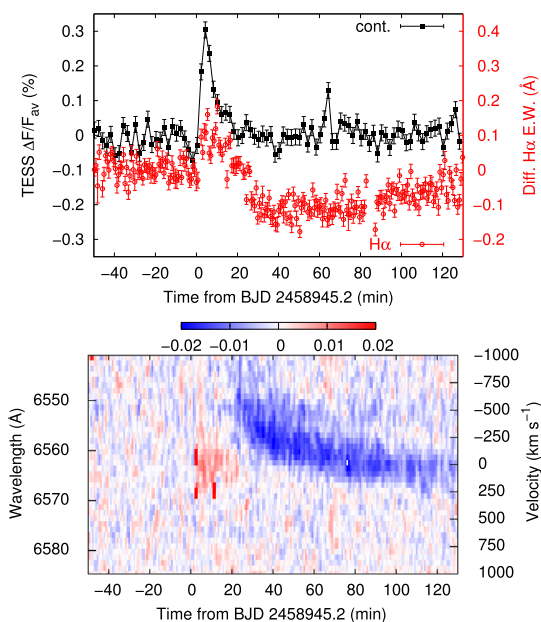 cont.
TESS ΔF/Fav (%)
0.3
0.2
0.1
0
−0.1
−0.2
−0.3
0.4
0.3
0.2
0.1
0
−0.1
−0.2
Diff. Hα E.W. (Å)
Hα
−40 −20 0 20 40 60 80 100 120
Time from BJD 2458945.2 (min)
−0.02 −0.01 0 0.01 0.02
Wavelength (Å)
6550
6560
6570
6580
−1000
−750
−500
−250
0
250
500
750
1000
Velocity (km s−1)
−40 −20 0 20 40 60 80 100 120
Time from BJD 2458945.2 (min)